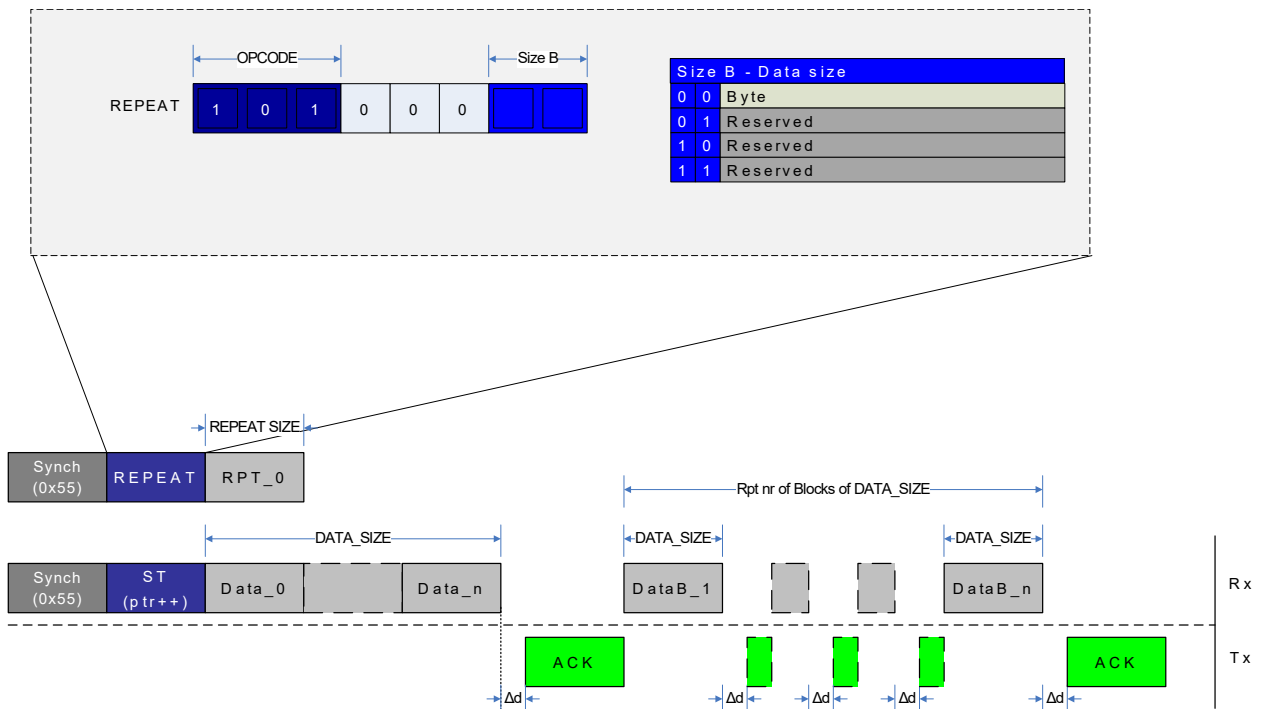 OPCODE
Size B
REPEAT
1 0 1 0 0 0
Size B - Data size
0 0 Byte
0 1 Reserved
1 0 Reserved
1 1 Reserved
REPEAT SIZE
Synch
(0x55)
REPEAT
RPT_0
Rpt nr of Blocks of DATA_SIZE
DATA_SIZE
DATA_SIZE
DATA_SIZE
Synch
(0x55)
ST
(ptr++)
Data_0
Data_n
DataB_1
DataB_n
Rx
ACK
ACK
Tx
Δd
Δd
Δd
Δd
Δd